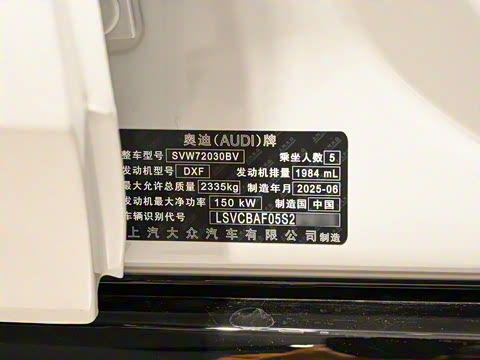 奥迪(AUDI)牌
整车型号 SVW72030BV 乘坐人数 5
发动机型号 DXF 发动机排量 1984 mL
最大允许总质量 2335kg 制造年月 2025-06
发动机最大净功率 150 kW 制造国 中国
车辆识别代号 LSVCBAF05S2
上汽大众汽车有限公司制造